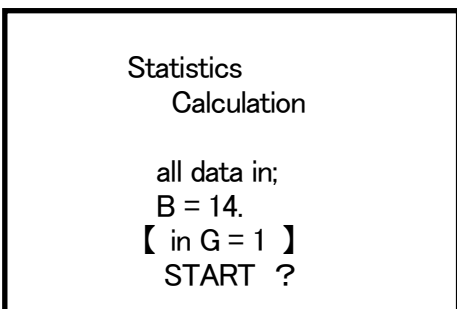 Statistics
Calculation
all data in;
B = 14.
【 in G = 1 】
START ?